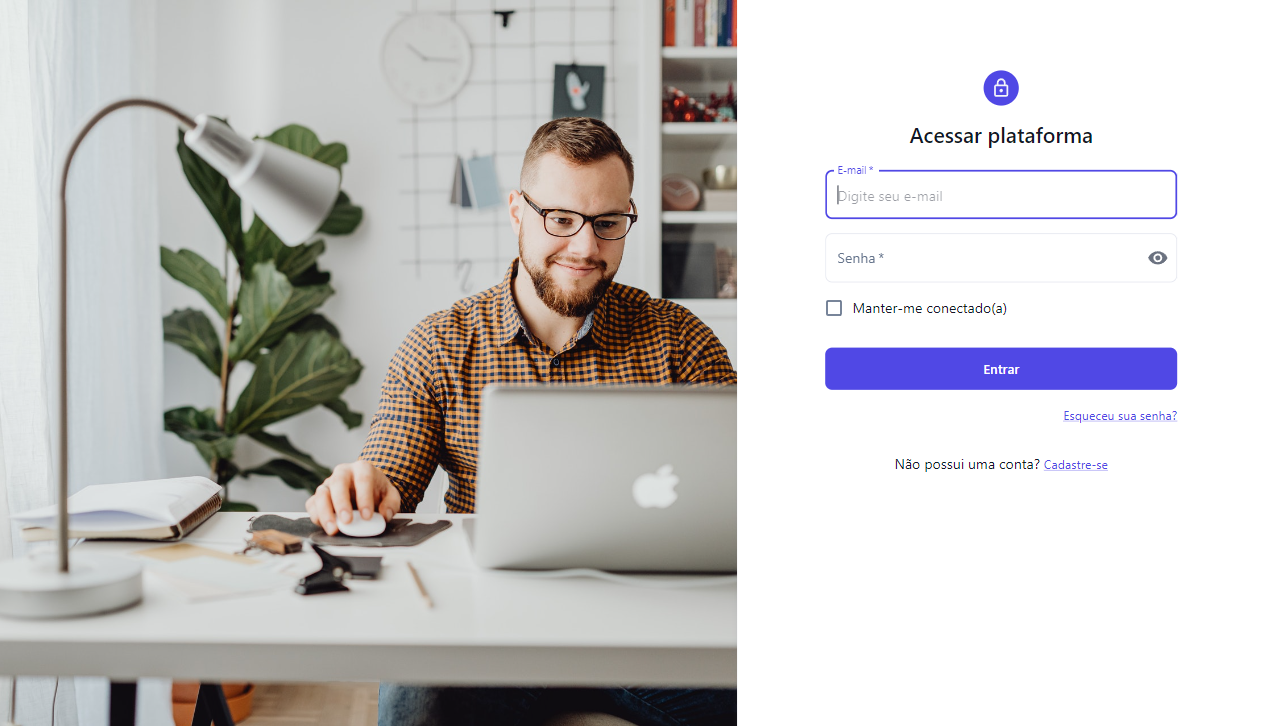 Acessar plataforma
E-mail *
Digite seu e-mail
Senha *
Manter-me conectado(a)
Entrar
Esqueceu sua senha?
Não possui uma conta? Cadastre-se